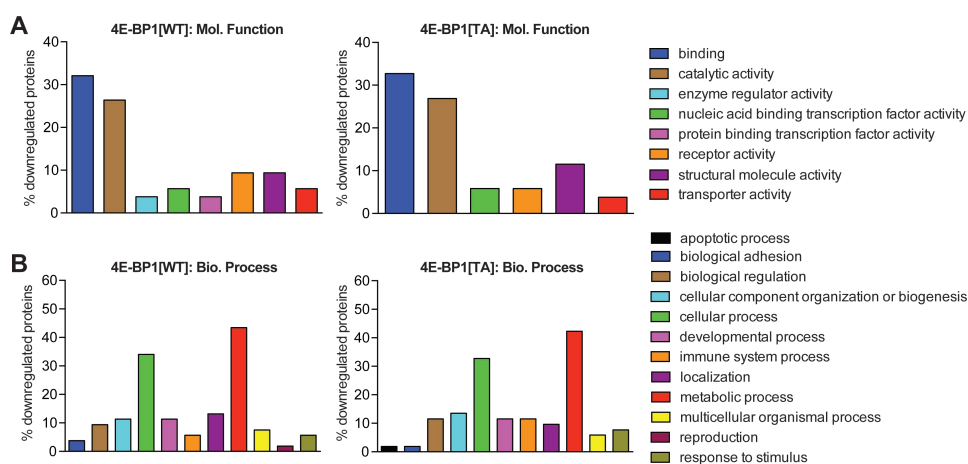 A
4E-BP1[WT]: Mol. Function
% downregulated proteins
40
30
20
10
0
4E-BP1[TA]: Mol. Function
% downregulated proteins
40
30
20
10
0
binding
catalytic activity
enzyme regulator activity
nucleic acid binding transcription factor activity
protein binding transcription factor activity
receptor activity
structural molecule activity
transporter activity
B
4E-BP1[WT]: Bio. Process
% downregulated proteins
60
50
40
30
20
10
0
4E-BP1[TA]: Bio. Process
% downregulated proteins
60
50
40
30
20
10
0
apoptotic process
biological adhesion
biological regulation
cellular component organization or biogenesis
cellular process
developmental process
immune system process
localization
metabolic process
multicellular organismal process
reproduction
response to stimulus